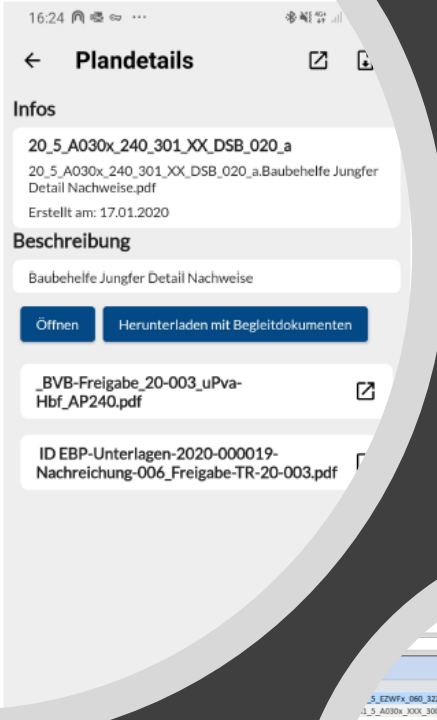 16:24
Plandetails
Infos
20_5_A030x_240_301_XX_DSB_020_a
20_5_A030x_240_301_XX_DSB_020_a.Baubehelfe Jungfer
Detail Nachweise.pdf
Erstellt am: 17.01.2020
Beschreibung
Baubehelfe Jungfer Detail Nachweise
Öffnen
Herunterladen mit Begleitdokumenten
_BVB-Freigabe_20-003_uPva-
Hbf_AP240.pdf
ID EBP-Unterlagen-2020-000019-
Nachreichung-006_Freigabe-TR-20-003.pdf